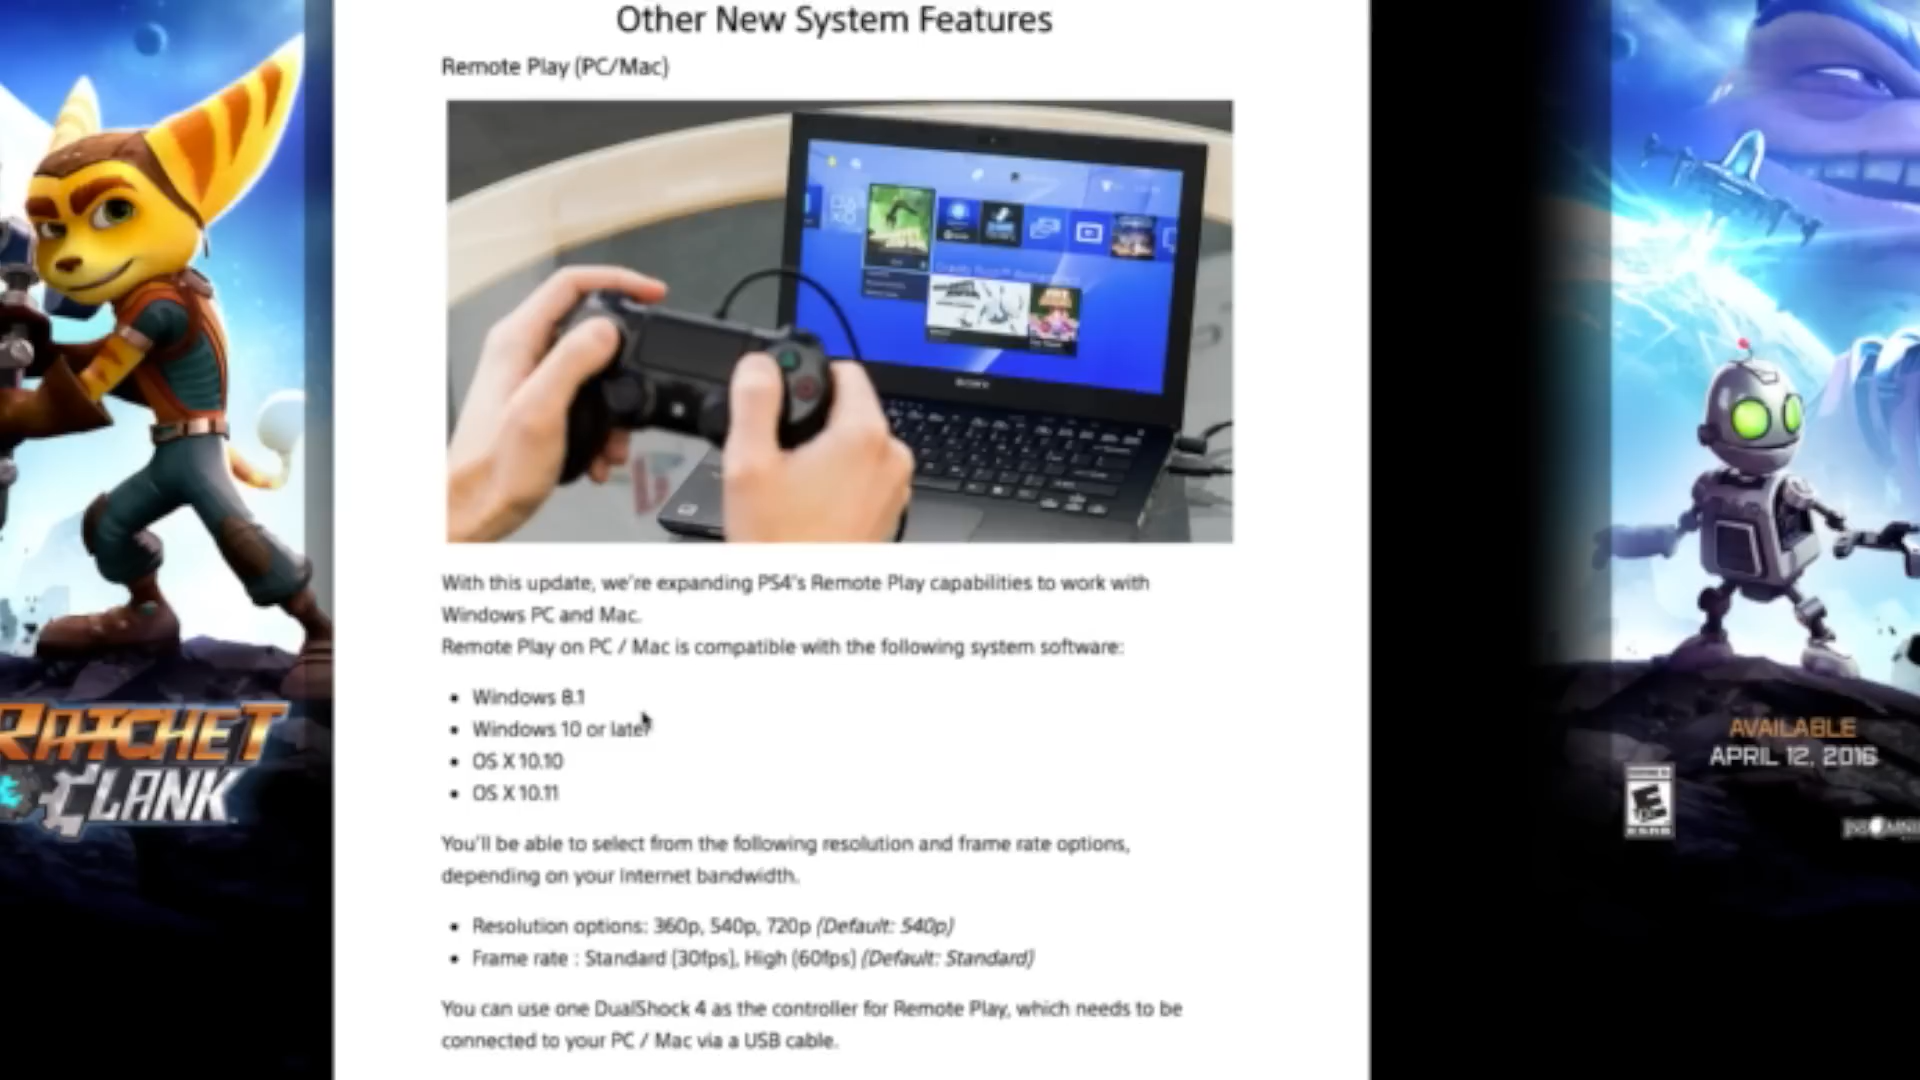 Other New System Features
Remote Play (PC/Mac)
SONY
With this update, we're expanding PS4's Remote Play capabilities to work with
Windows PC and Mac.
Remote Play on PC / Mac is compatible with the following system software:
• Windows 8.1
• Windows 10 or later
• OS X 10.10
• OS X 10.11
You'll be able to select from the following resolution and frame rate options,
depending on your Internet bandwidth.
• Resolution options: 360p, 540p, 720p (Default: 540p)
• Frame rate : Standard (30fps), High (60fps) (Default: Standard)
You can use one DualShock 4 as the controller for Remote Play, which needs to be
connected to your PC / Mac via a USB cable.
RATCHET
CLANK
AVAILABLE
APRIL 12, 2016
E
ESRB